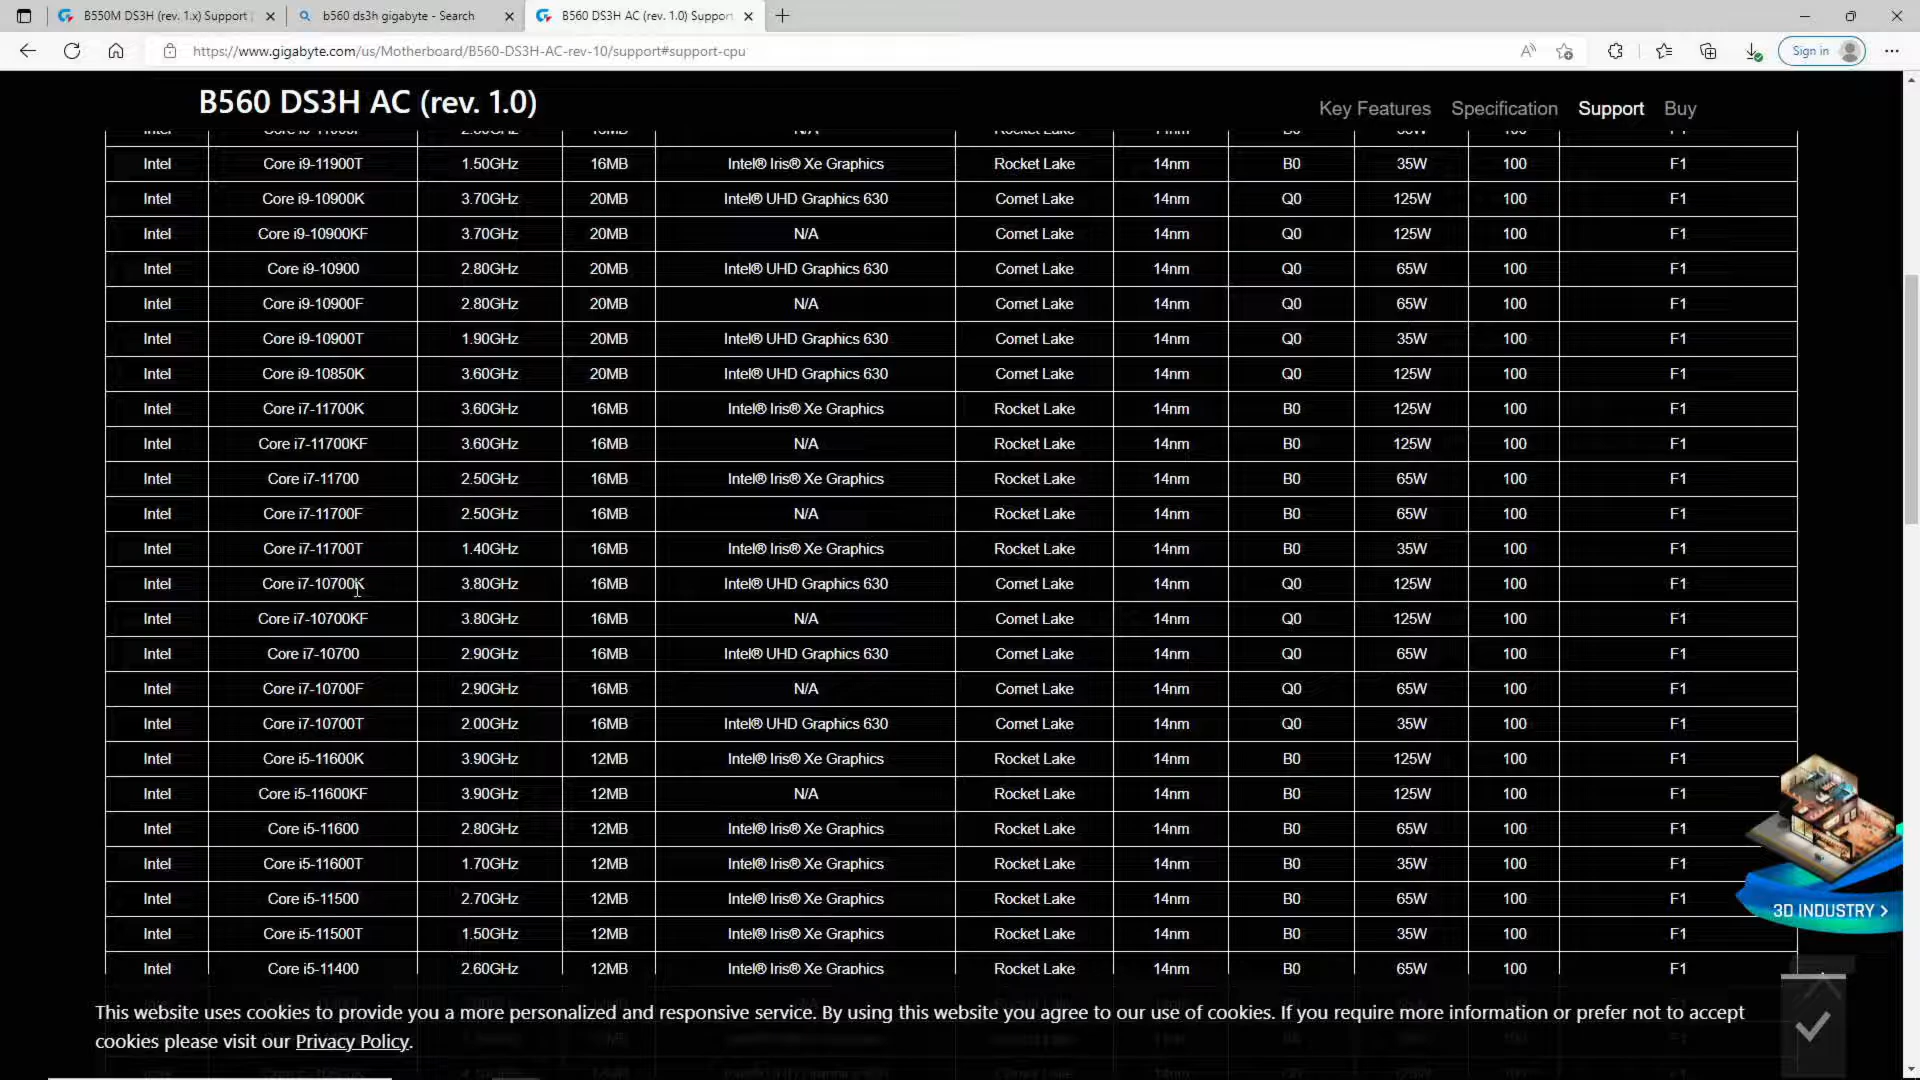 B550M DS3H (rev. 1.x) Support
b560 ds3h gigabyte - Search
B560 DS3H AC (rev. 1.0) Support
https://www.gigabyte.com/us/Motherboard/B560-DS3H-AC-rev-10/support#support-cpu
Sign in
B560 DS3H AC (rev. 1.0)
Key Features Specification Support Buy
Intel Core i9-11900T 1.50GHz 16MB Intel® Iris® Xe Graphics Rocket Lake 14nm B0 35W 100 F1
Intel Core i9-10900K 3.70GHz 20MB Intel® UHD Graphics 630 Comet Lake 14nm Q0 125W 100 F1
Intel Core i9-10900KF 3.70GHz 20MB N/A Comet Lake 14nm Q0 125W 100 F1
Intel Core i9-10900 2.80GHz 20MB Intel® UHD Graphics 630 Comet Lake 14nm Q0 65W 100 F1
Intel Core i9-10900F 2.80GHz 20MB N/A Comet Lake 14nm Q0 65W 100 F1
Intel Core i9-10900T 1.90GHz 20MB Intel® UHD Graphics 630 Comet Lake 14nm Q0 35W 100 F1
Intel Core i9-10850K 3.60GHz 20MB Intel® UHD Graphics 630 Comet Lake 14nm Q0 125W 100 F1
Intel Core i7-11700K 3.60GHz 16MB Intel® Iris® Xe Graphics Rocket Lake 14nm B0 125W 100 F1
Intel Core i7-11700KF 3.60GHz 16MB N/A Rocket Lake 14nm B0 125W 100 F1
Intel Core i7-11700 2.50GHz 16MB Intel® Iris® Xe Graphics Rocket Lake 14nm B0 65W 100 F1
Intel Core i7-11700F 2.50GHz 16MB N/A Rocket Lake 14nm B0 65W 100 F1
Intel Core i7-11700T 1.40GHz 16MB Intel® Iris® Xe Graphics Rocket Lake 14nm B0 35W 100 F1
Intel Core i7-10700K 3.80GHz 16MB Intel® UHD Graphics 630 Comet Lake 14nm Q0 125W 100 F1
Intel Core i7-10700KF 3.80GHz 16MB N/A Comet Lake 14nm Q0 125W 100 F1
Intel Core i7-10700 2.90GHz 16MB Intel® UHD Graphics 630 Comet Lake 14nm Q0 65W 100 F1
Intel Core i7-10700F 2.90GHz 16MB N/A Comet Lake 14nm Q0 65W 100 F1
Intel Core i7-10700T 2.00GHz 16MB Intel® UHD Graphics 630 Comet Lake 14nm Q0 35W 100 F1
Intel Core i5-11600K 3.90GHz 12MB Intel® Iris® Xe Graphics Rocket Lake 14nm B0 125W 100 F1
Intel Core i5-11600KF 3.90GHz 12MB N/A Rocket Lake 14nm B0 125W 100 F1
Intel Core i5-11600 2.80GHz 12MB Intel® Iris® Xe Graphics Rocket Lake 14nm B0 65W 100 F1
Intel Core i5-11600T 1.70GHz 12MB Intel® Iris® Xe Graphics Rocket Lake 14nm B0 35W 100 F1
Intel Core i5-11500 2.70GHz 12MB Intel® Iris® Xe Graphics Rocket Lake 14nm B0 65W 100 F1
Intel Core i5-11500T 1.50GHz 12MB Intel® Iris® Xe Graphics Rocket Lake 14nm B0 35W 100 F1
Intel Core i5-11400 2.60GHz 12MB Intel® Iris® Xe Graphics Rocket Lake 14nm B0 65W 100 F1
3D INDUSTRY >
This website uses cookies to provide you a more personalized and responsive service. By using this website you agree to our use of cookies. If you require more information or prefer not to accept
cookies please visit our Privacy Policy.